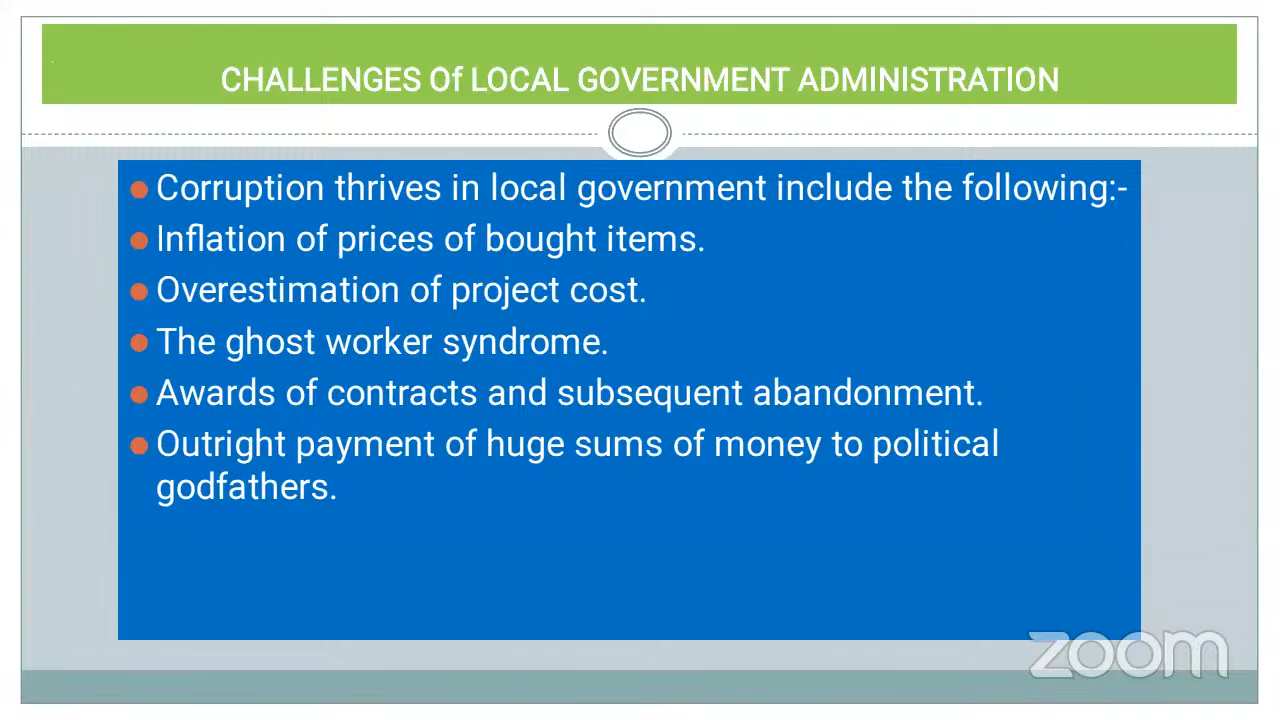 CHALLENGES Of LOCAL GOVERNMENT ADMINISTRATION
Corruption thrives in local government include the following:-
Inflation of prices of bought items.
Overestimation of project cost.
The ghost worker syndrome.
Awards of contracts and subsequent abandonment.
Outright payment of huge sums of money to political
godfathers.
zoom